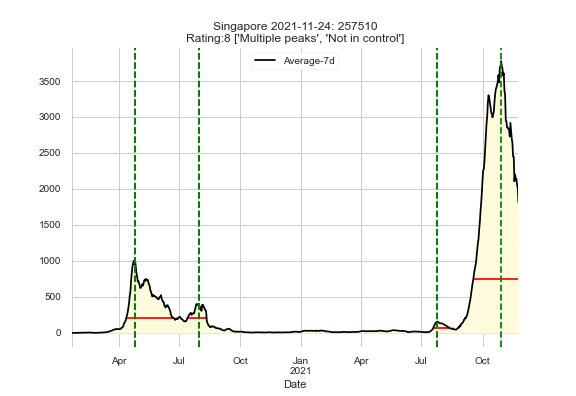 Singapore 2021-11-24: 257510
Rating:8 ['Multiple peaks', 'Not in control']
Average-7d
3500
3000
2500
2000
1500
1000
500
0
Apr Jul Oct Jan Apr Jul Oct
2021
Date